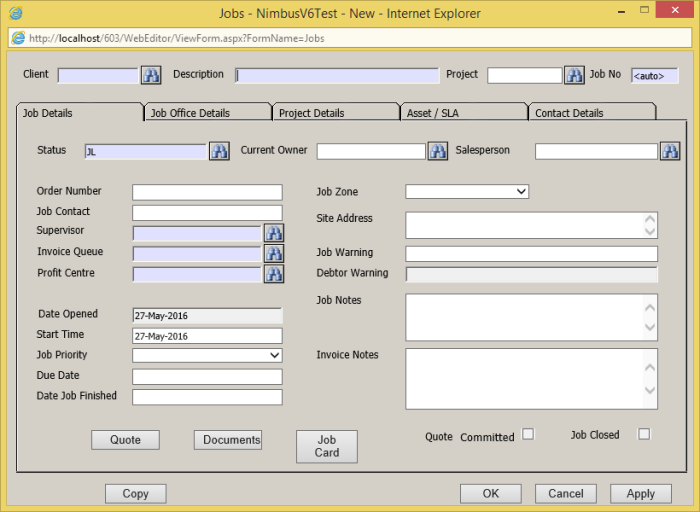 Jobs - NimbusV6Test - New - Internet Explorer
http://localhost/603/WebEditor/ViewForm.aspx?FormName=Jobs
Client Description Project Job No <auto>
Job Details Job Office Details Project Details Asset / SLA Contact Details
Status JL Current Owner Salesperson
Order Number Job Zone
Job Contact
Site Address
Supervisor
Invoice Queue Job Warning
Profit Centre Debtor Warning
Job Notes
Date Opened 27-May-2016
Start Time 27-May-2016
Job Priority Invoice Notes
Due Date
Date Job Finished
Quote Documents Job Card Quote Committed Job Closed
Copy OK Cancel Apply